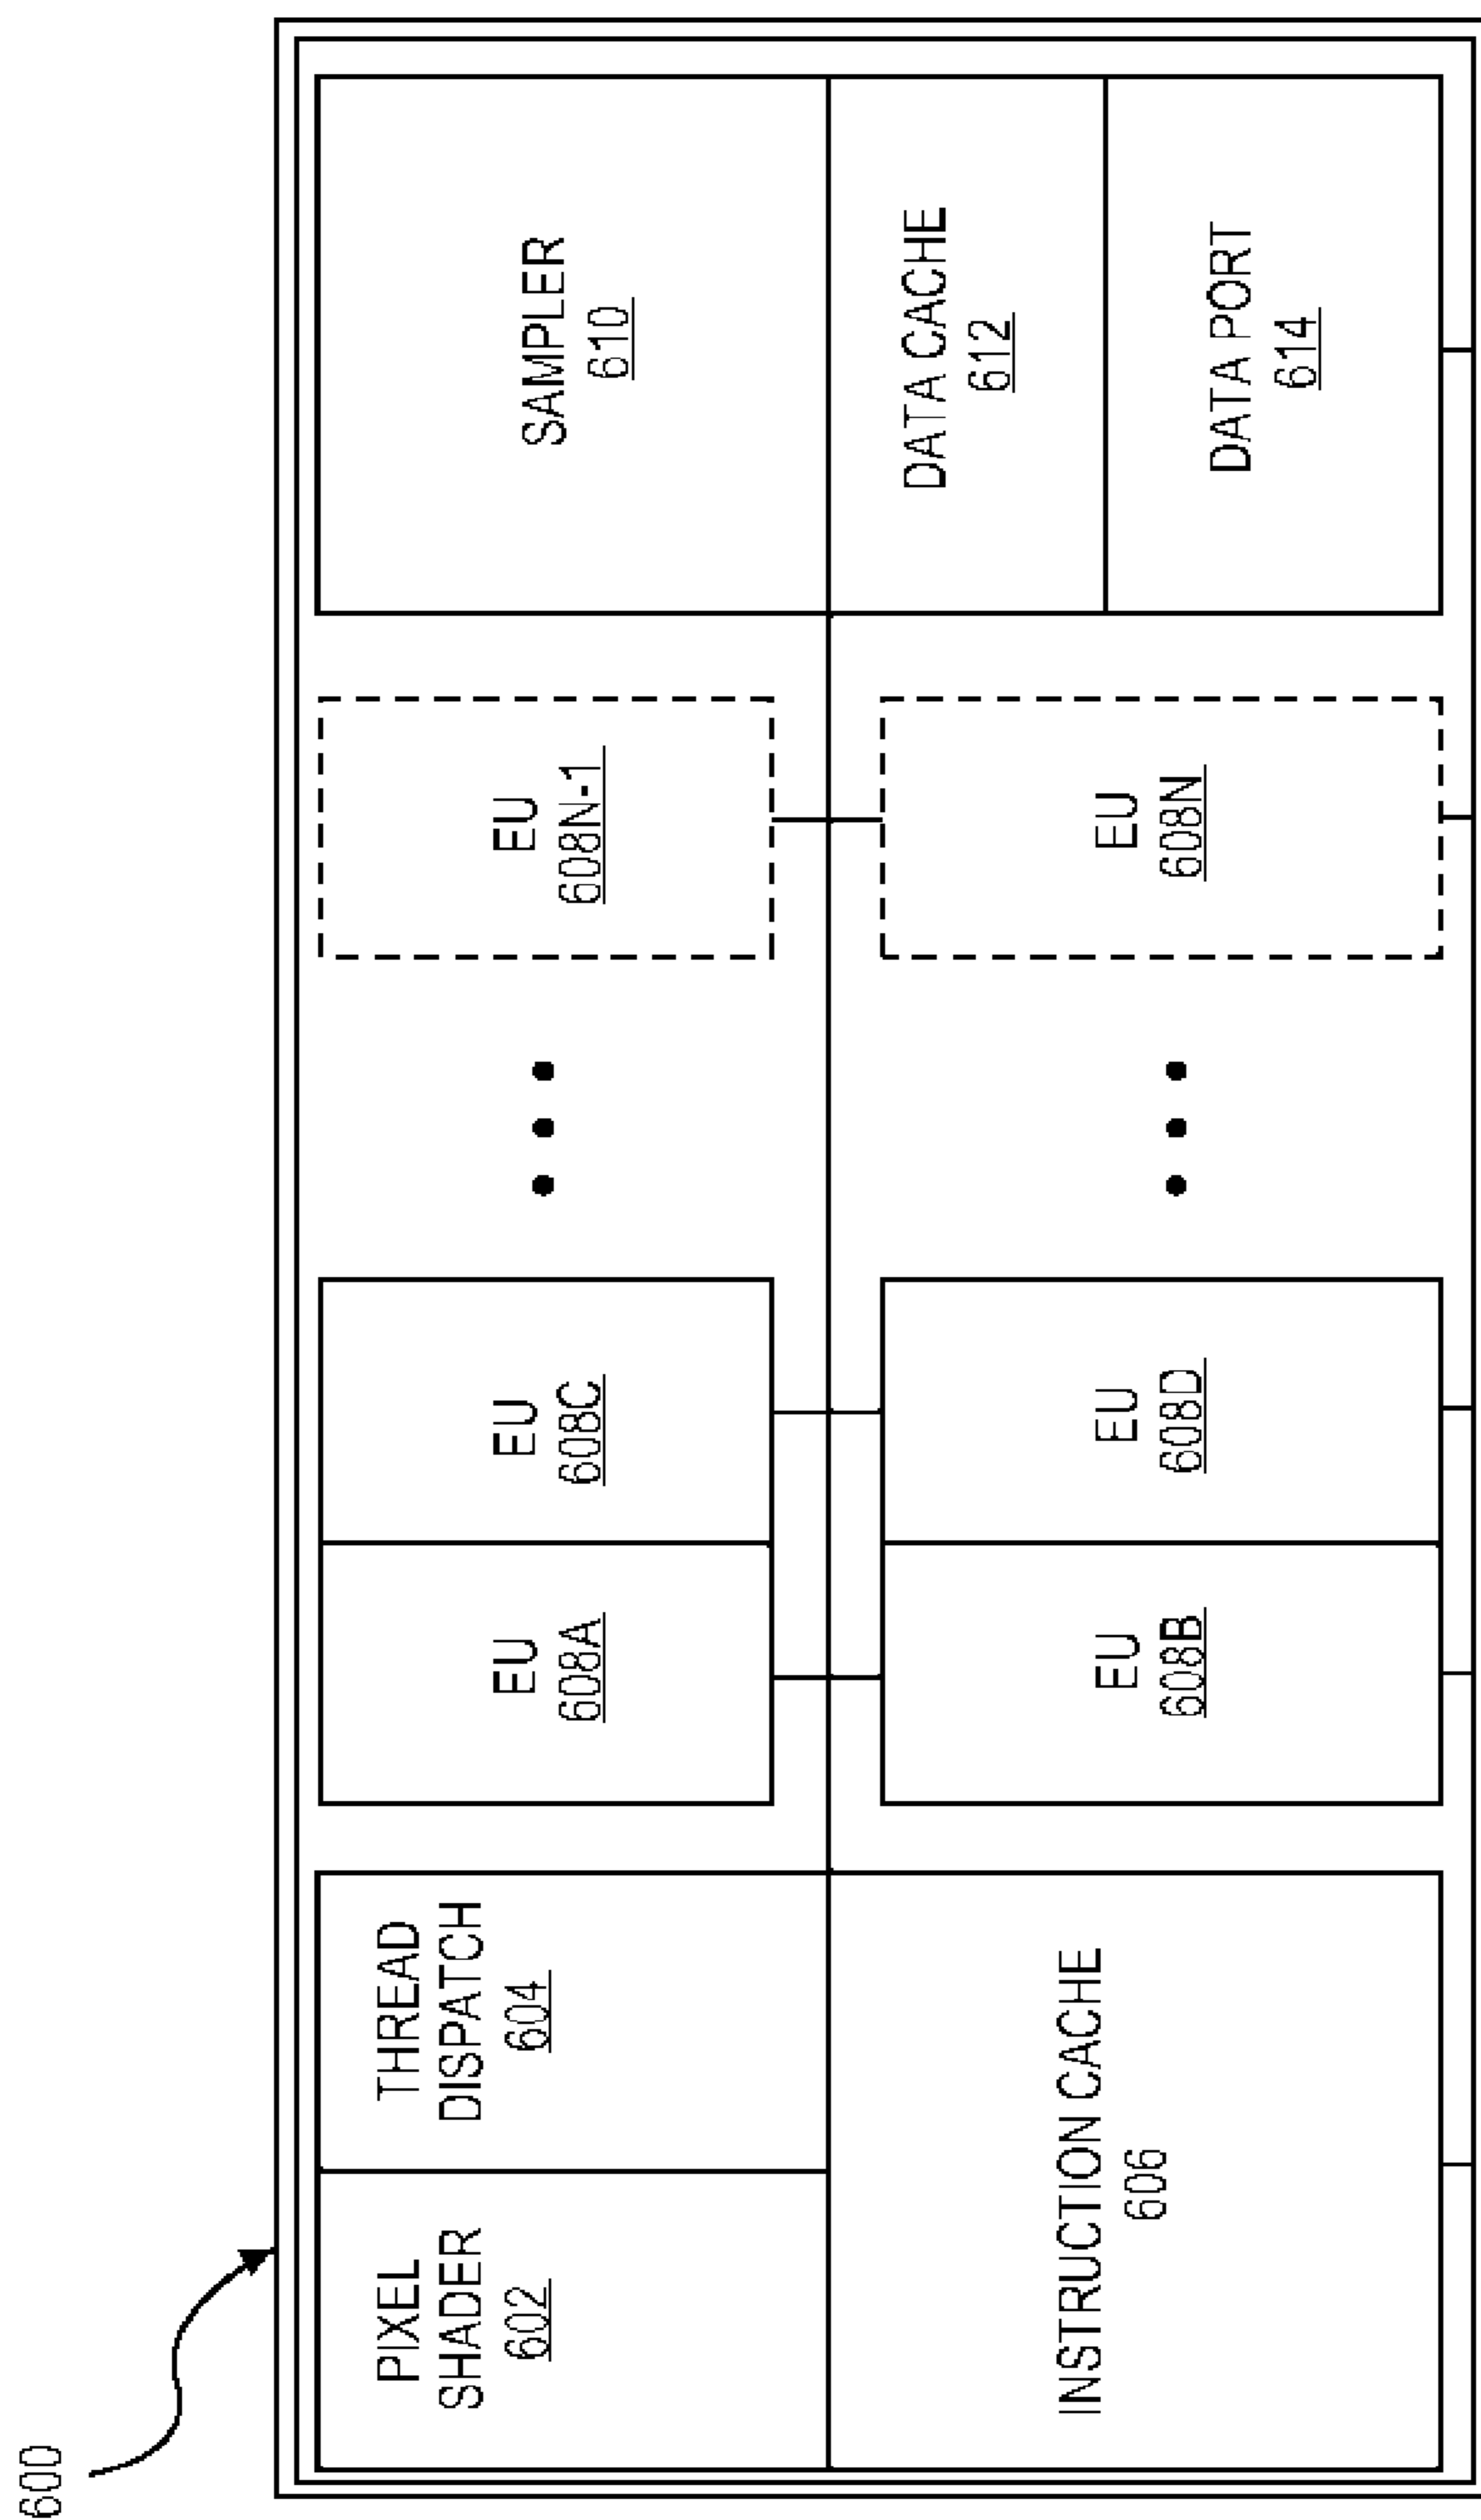 600
PIXEL
SHADER
602
THREAD
DISPATCH
604
INSTRUCTION CACHE
606
EU
608A
EU
608C
EU
608N-1
EU
608B
EU
608D
EU
608N
SAMPLER
610
DATA CACHE
612
DATA PORT
614